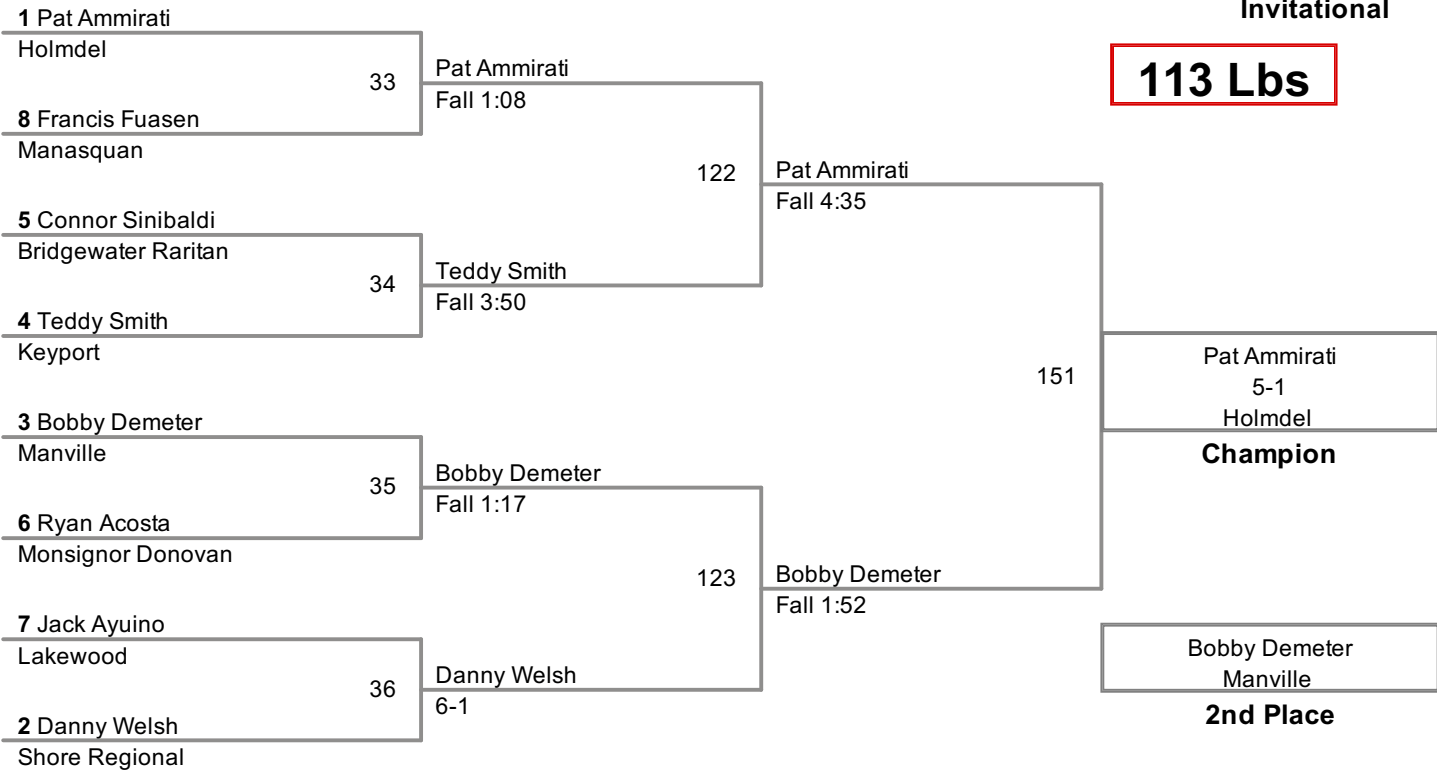 Invitational
113 Lbs
1 Pat Ammirati
Holmdel
33
8 Francis Fuasen
Manasquan
5 Connor Sinibaldi
Bridgewater Raritan
34
4 Teddy Smith
Keyport
3 Bobby Demeter
Manville
35
6 Ryan Acosta
Monsignor Donovan
7 Jack Ayuino
Lakewood
36
2 Danny Welsh
Shore Regional
Pat Ammirati
Fall 1:08
122
Teddy Smith
Fall 3:50
Bobby Demeter
Fall 1:17
123
Danny Welsh
6-1
Pat Ammirati
Fall 4:35
151
Bobby Demeter
Fall 1:52
Pat Ammirati
5-1
Holmdel
Champion
Bobby Demeter
Manville
2nd Place